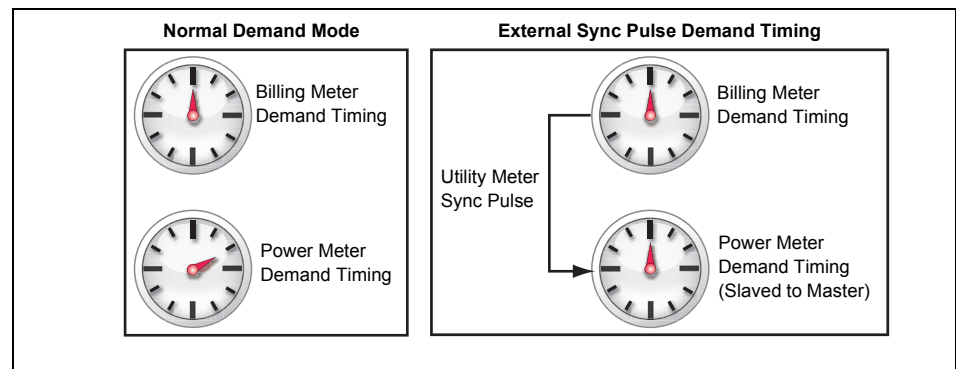 Normal Demand Mode
Billing Meter
Demand Timing
Power Meter
Demand Timing
External Sync Pulse Demand Timing
Billing Meter
Demand Timing
Utility Meter
Sync Pulse
Power Meter
Demand Timing
(Slaved to Master)